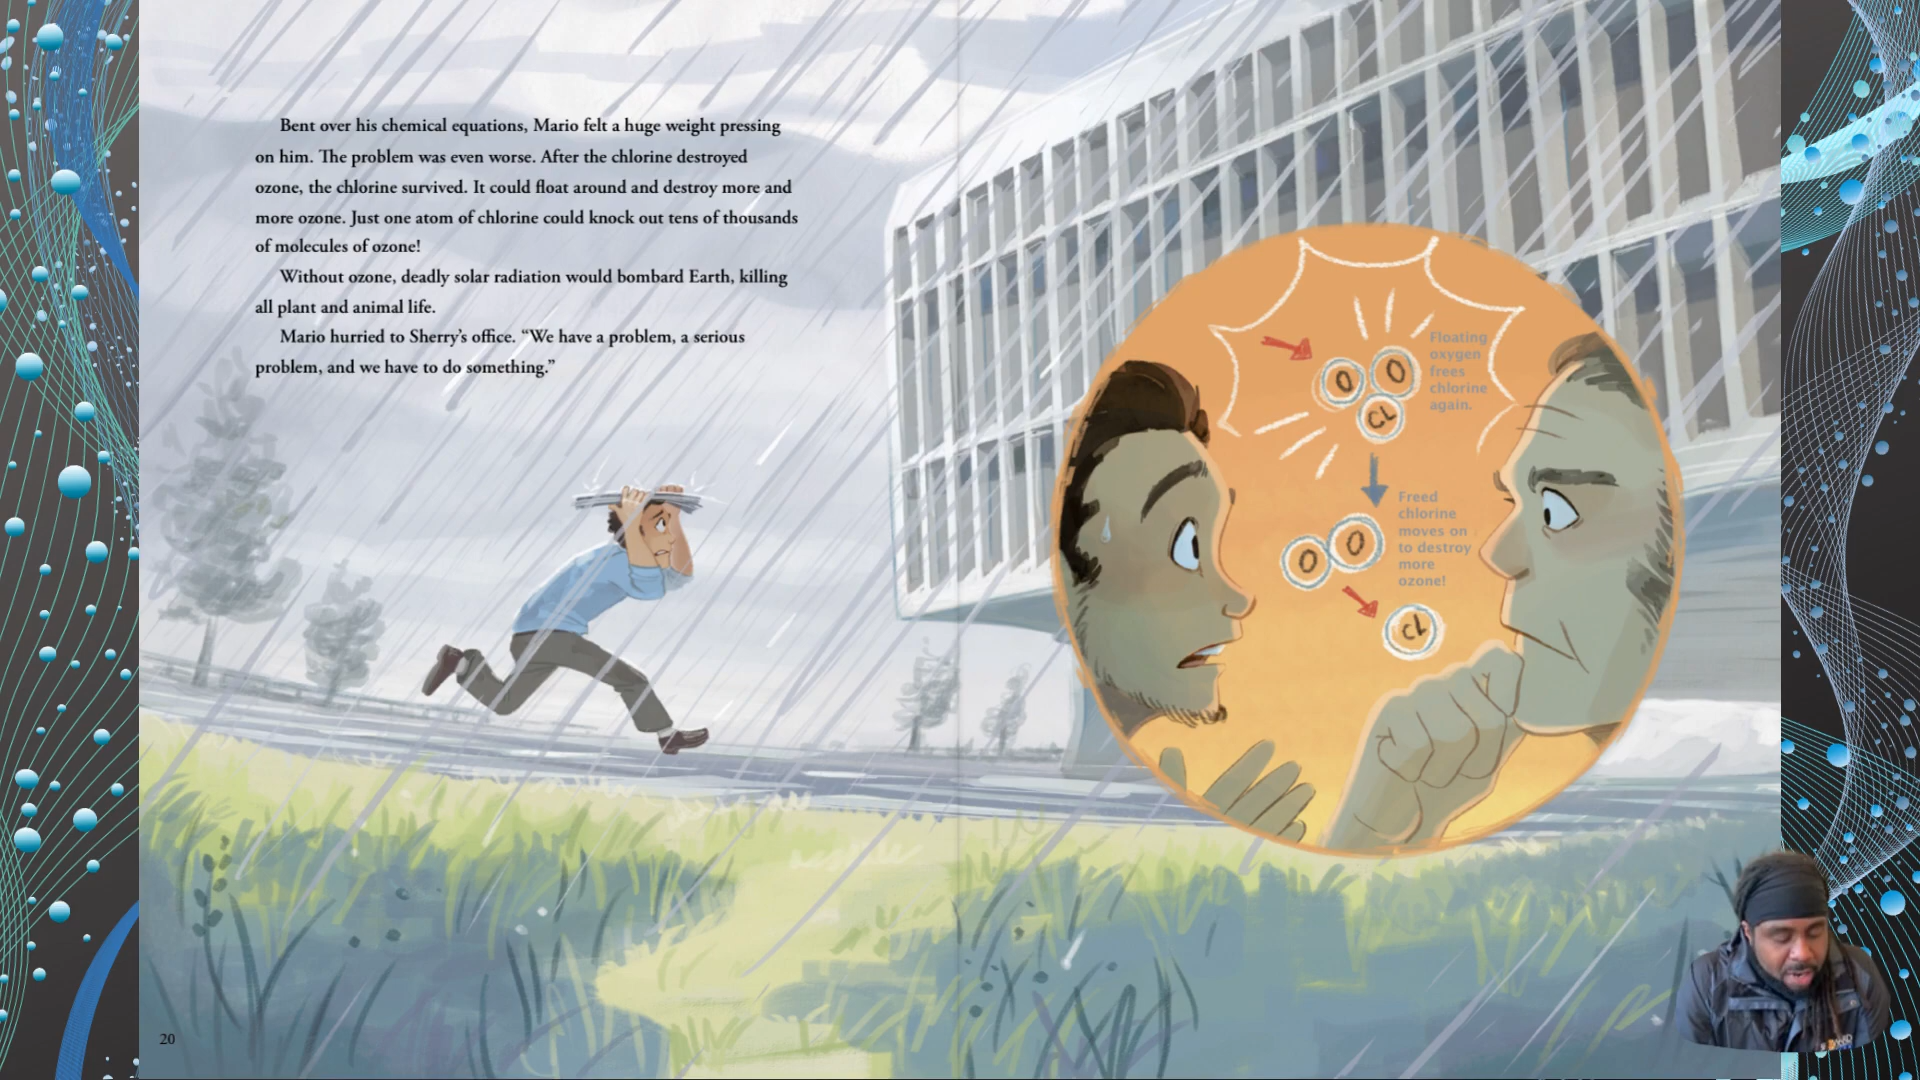 Bent over his chemical equations, Mario felt a huge weight pressing
on him. The problem was even worse. After the chlorine destroyed
ozone, the chlorine survived. It could float around and destroy more and
more ozone. Just one atom of chlorine could knock out tens of thousands
of molecules of ozone!
Without ozone, deadly solar radiation would bombard Earth, killing
all plant and animal life.
Mario hurried to Sherry’s office. “We have a problem, a serious
problem, and we have to do something.”
O O
CL
Floating
oxygen
frees
chlorine
again.
Freed
chlorine
moves on
to destroy
more
ozone!
O O
CL
20